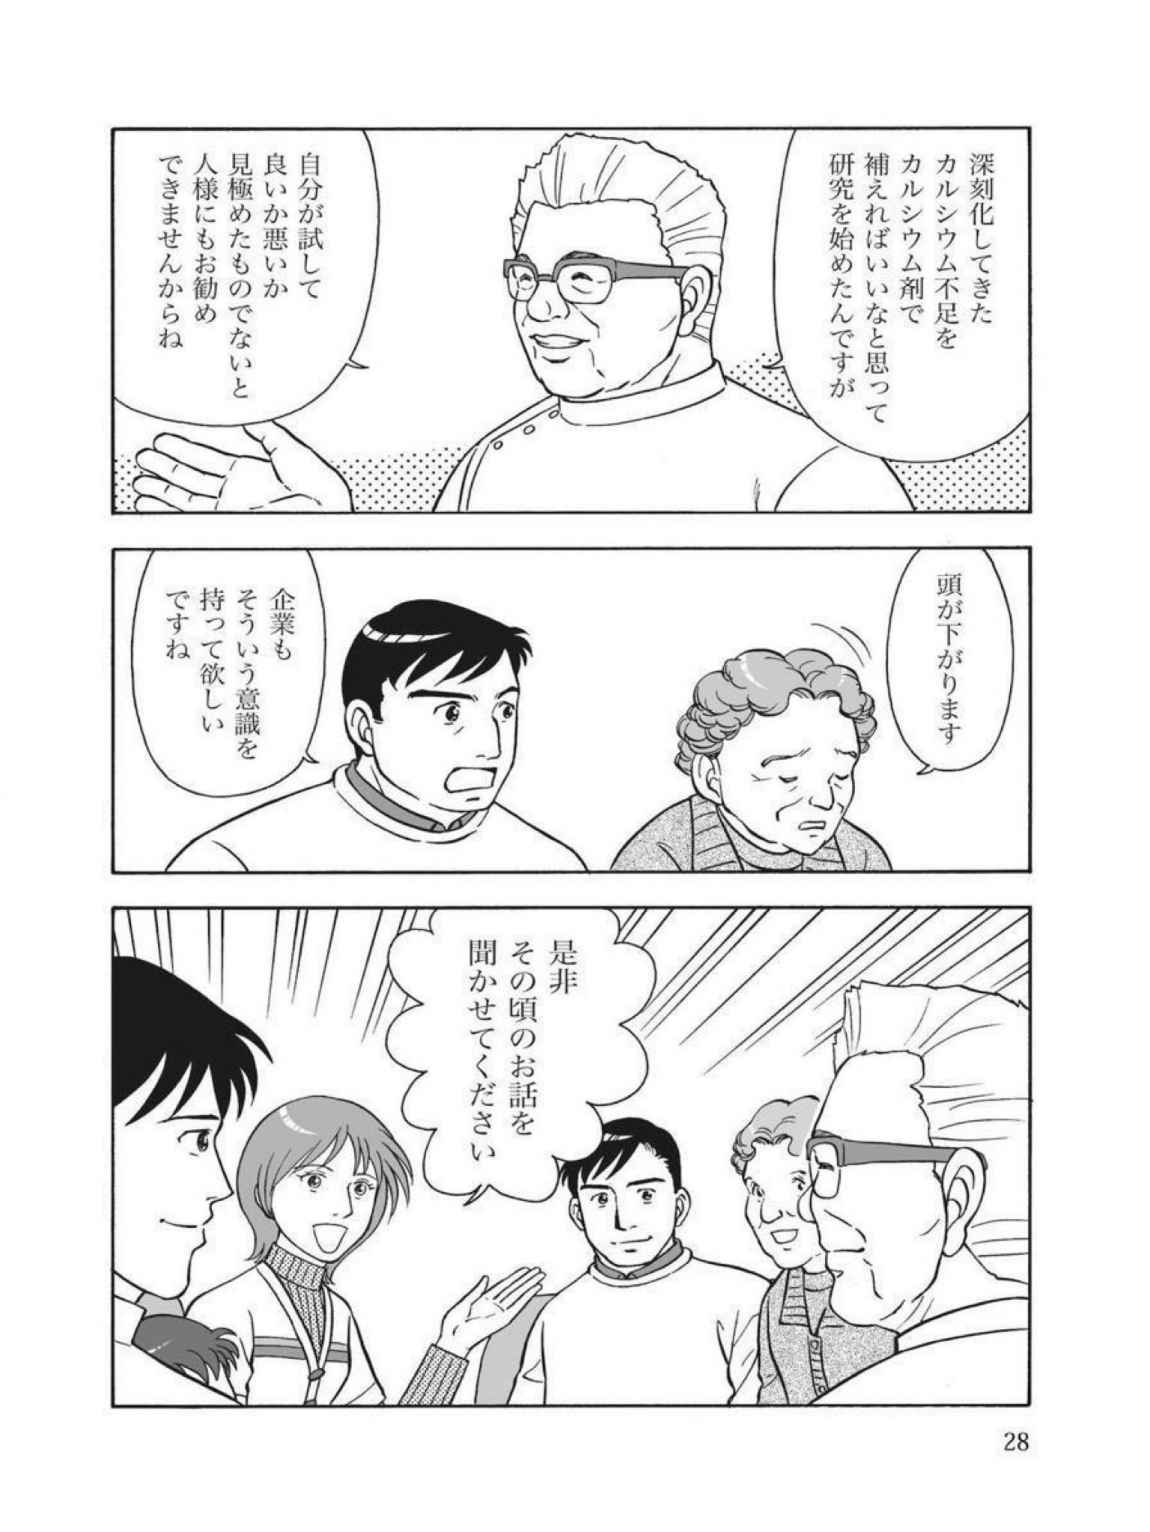 深刻化してきた
カルシウム不足を
カルシウム剤で
補えればいいなと思って
研究を始めたんですが
自分が試して
良いか悪いか
見極めたものでないと
人様にもお勧め
できませんからね
頭が下がります
企業も
そういう意識を
持って欲しい
ですね
是非
その頃のお話を
聞かせてください
28